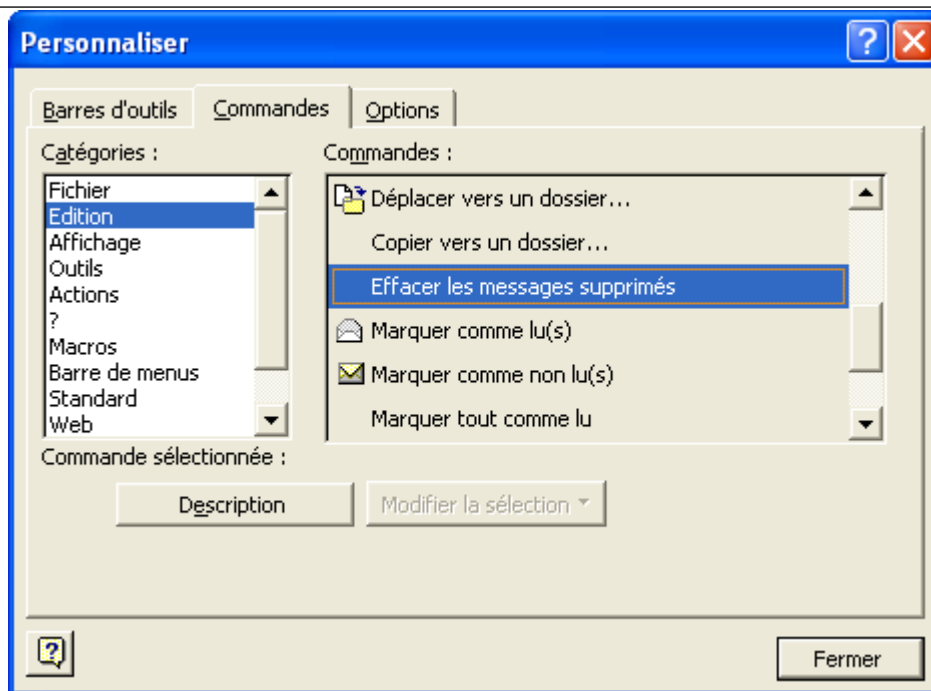 Personnaliser
Barres d'outils Commandes Options
Catégories :
Fichier
Edition
Affichage
Outils
Actions
?
Macros
Barre de menus
Standard
Web
Commandes :
Déplacer vers un dossier...
Copier vers un dossier...
Effacer les messages supprimés
Marquer comme lu(s)
Marquer comme non lu(s)
Marquer tout comme lu
Commande sélectionnée :
Description Modifier la sélection
Fermer